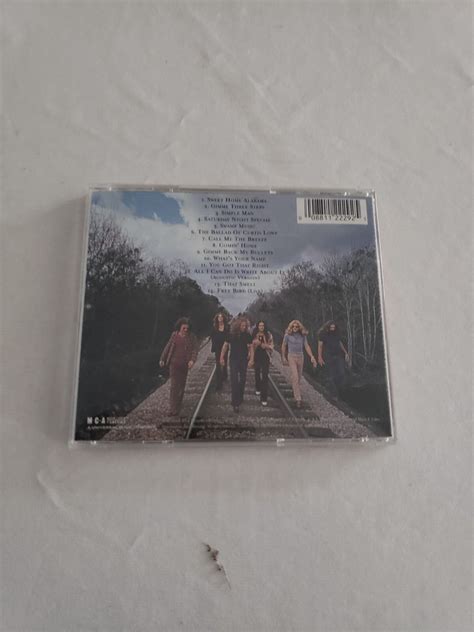 1. Sweet Home Alabama
2. Gimme Three Steps
3. Simple Man
4. Saturday Night Special
5. Swamp Music
6. The Ballad Of Curtis Loew
7. Call Me The Breeze
8. Comin' Home
9. Gimme Back My Bullets
10. What's Your Name
11. You Got That Right
12. All I Can Do Is Write About It
(Acoustic Version)
13. That Smell
14. Free Bird (Live)
0 08811 22292
M·C·A